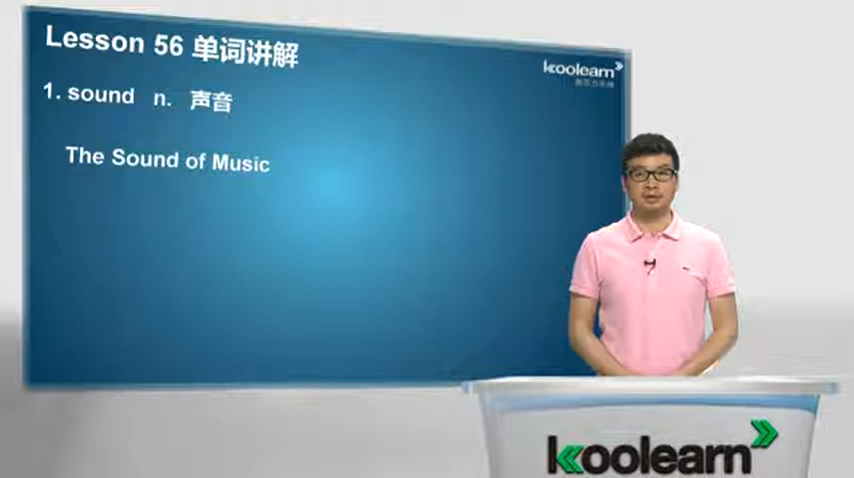 Lesson 56 单词讲解
koolearn
1. sound n. 声音
The Sound of Music
koolearn